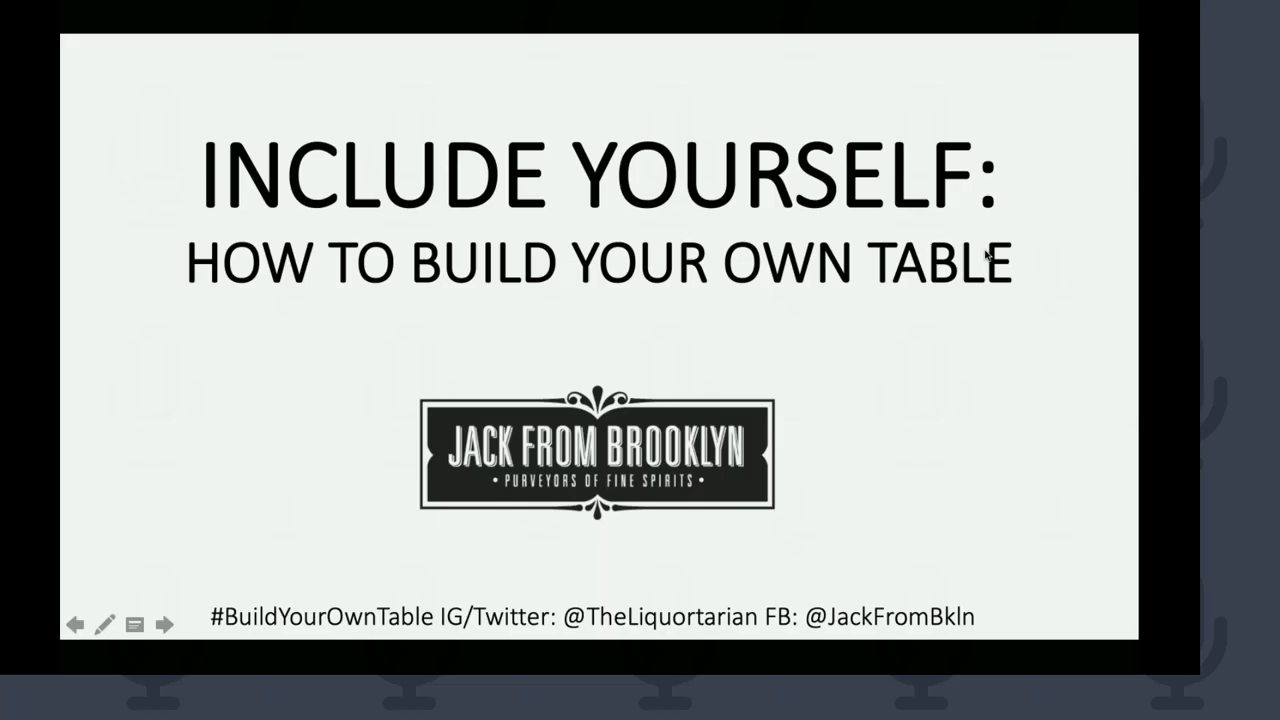 INCLUDE YOURSELF:
HOW TO BUILD YOUR OWN TABLE
JACK FROM BROOKLYN
• PURVEYORS OF FINE SPIRITS •
#BuildYourOwnTable IG/Twitter: @TheLiquortarian FB: @JackFromBkln